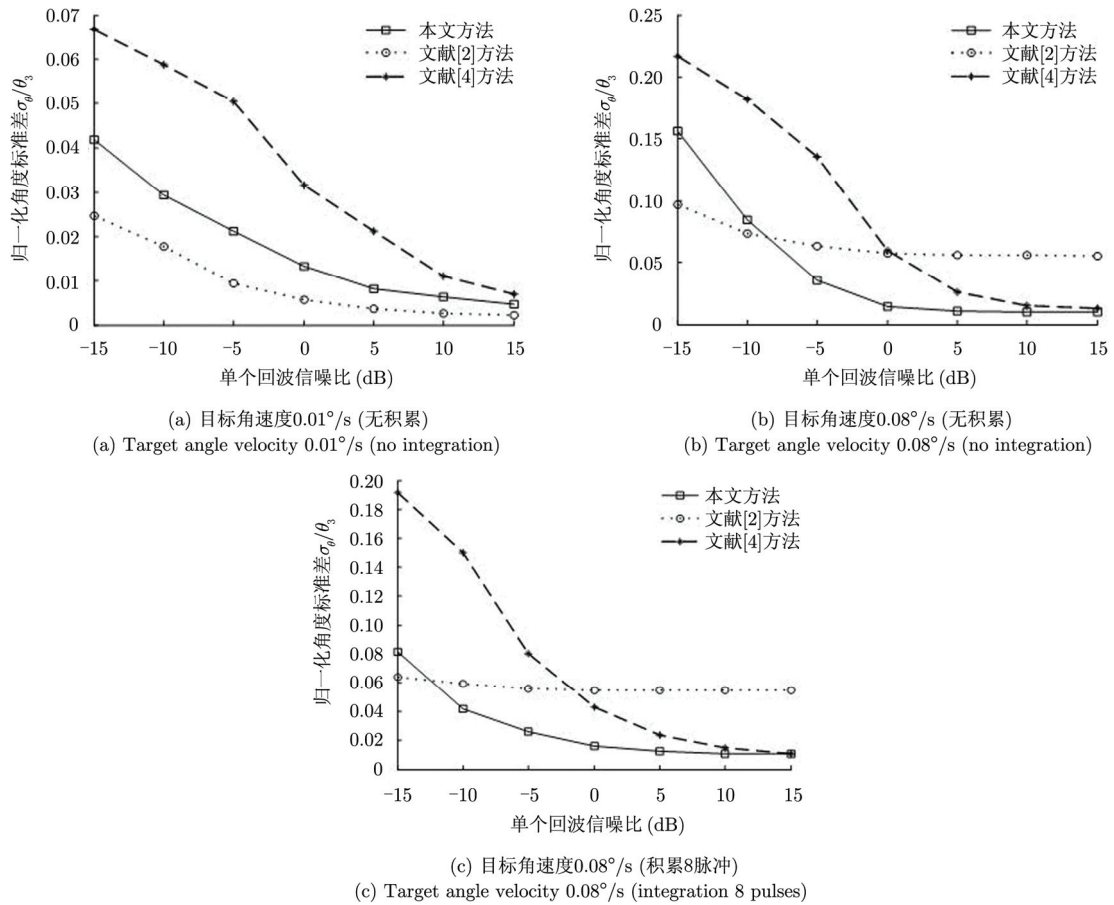 0.07
0.06
0.05
0.04
0.03
0.02
0.01
0
归一化角度标准差σθ/θ3
本文方法
文献[2]方法
文献[4]方法
−15 −10 −5 0 5 10 15
单个回波信噪比 (dB)
(a) 目标角速度0.01°/s (无积累)
(a) Target angle velocity 0.01°/s (no integration)
0.25
0.20
0.15
0.10
0.05
0
归一化角度标准差σθ/θ3
本文方法
文献[2]方法
文献[4]方法
−15 −10 −5 0 5 10 15
单个回波信噪比 (dB)
(b) 目标角速度0.08°/s (无积累)
(b) Target angle velocity 0.08°/s (no integration)
0.20
0.18
0.16
0.14
0.12
0.10
0.08
0.06
0.04
0.02
0
归一化角度标准差σθ/θ3
本文方法
文献[2]方法
文献[4]方法
−15 −10 −5 0 5 10 15
单个回波信噪比 (dB)
(c) 目标角速度0.08°/s (积累8脉冲)
(c) Target angle velocity 0.08°/s (integration 8 pulses)